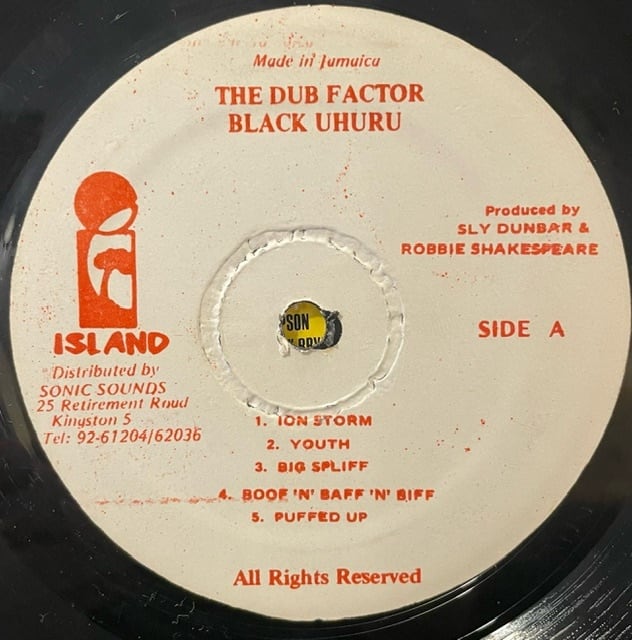 Made in Jamaica
THE DUB FACTOR
BLACK UHURU
Produced by
SLY DUNBAR &
ROBBIE SHAKESPEARE
SIDE A
ISLAND
Distributed by
SONIC SOUNDS
25 Retirement Road
Kingston 5
Tel: 92-61204/62036
SON
1. ION STORM
2. YOUTH
3. BIG SPLIFF
4. BOOF 'N' BAFF 'N' BIFF
5. PUFFED UP
All Rights Reserved